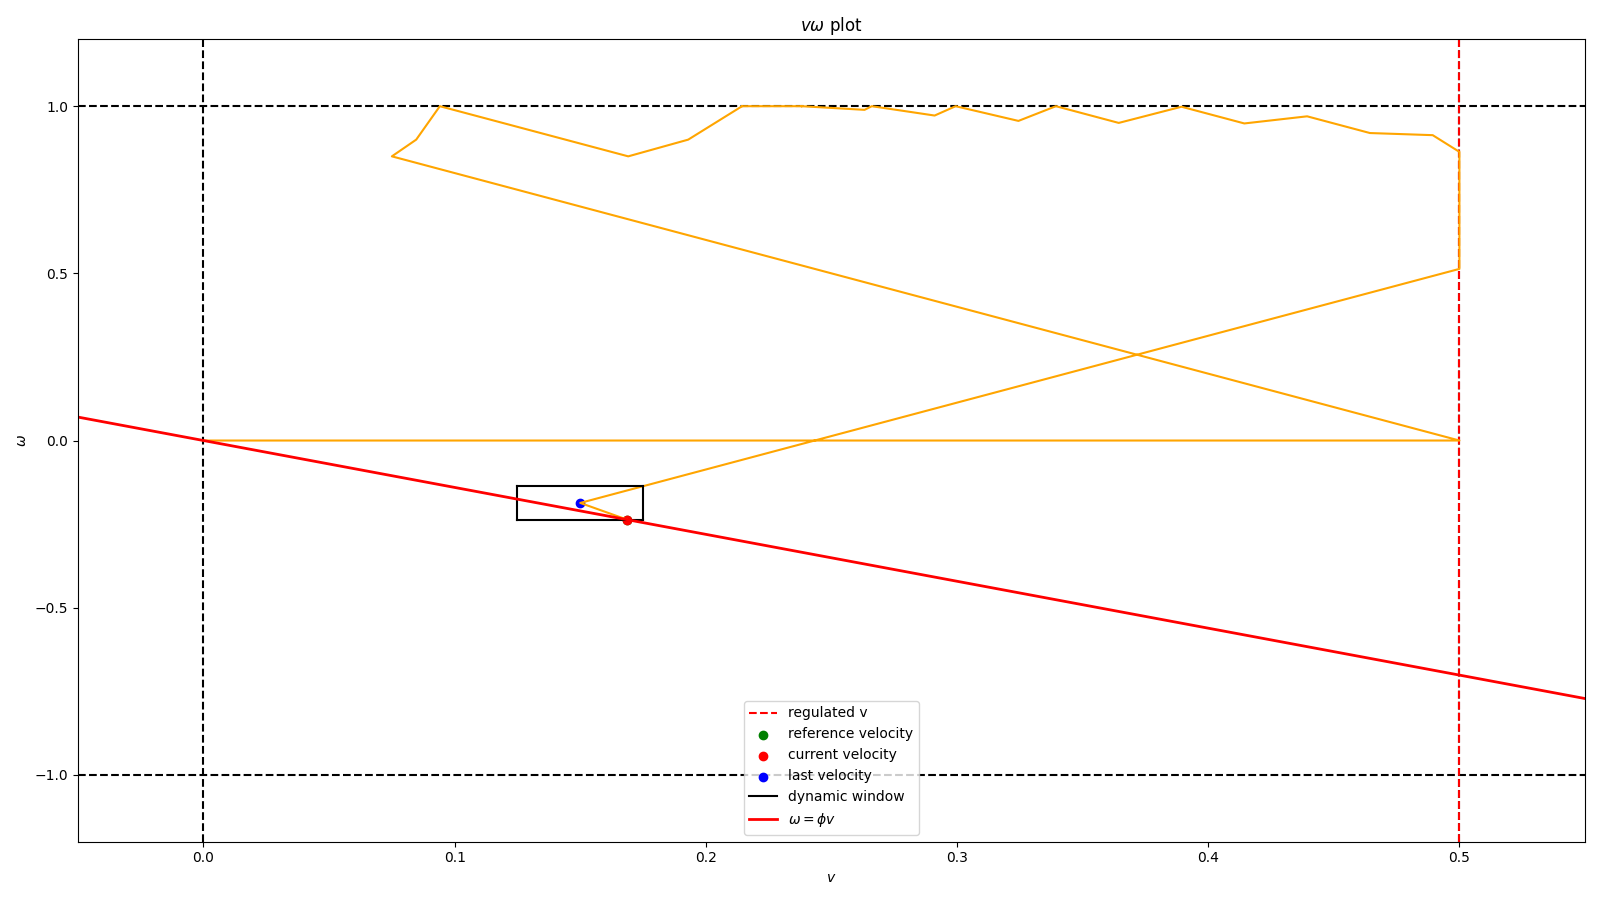 vω plot
1.0
0.5
0.0
−0.5
−1.0
ω
0.0
0.1
0.2
0.3
0.4
0.5
v
regulated v
reference velocity
current velocity
last velocity
dynamic window
ω = ϕv